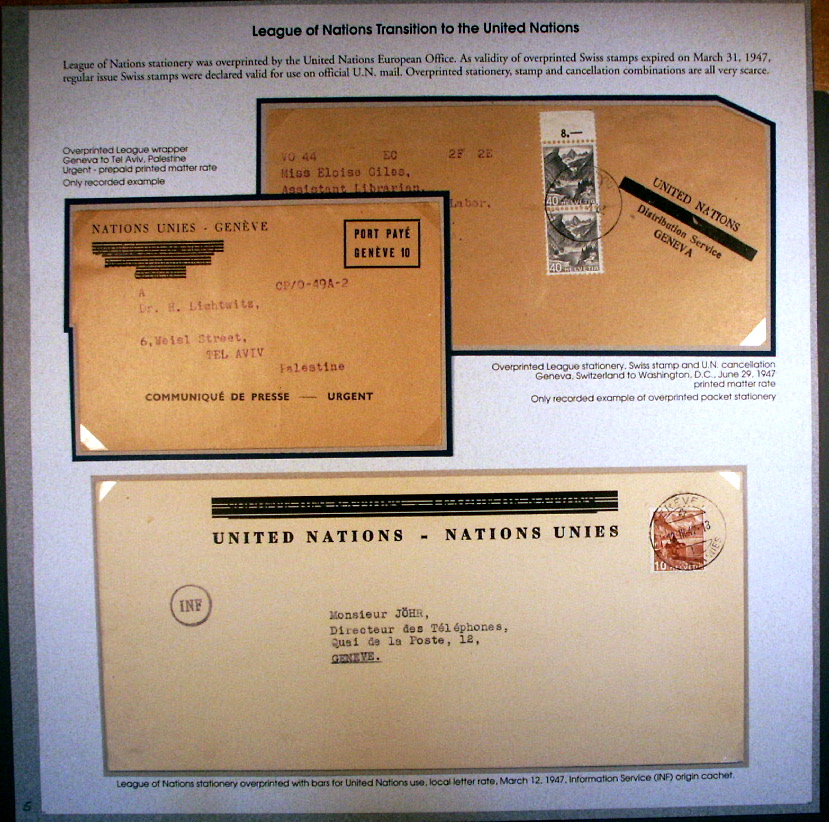 League of Nations Transition to the United Nations
League of Nations stationery was overprinted by the United Nations European Office. As validity of overprinted Swiss stamps expired on March 31, 1947,
regular issue Swiss stamps were declared valid for use on official U.N. mail. Overprinted stationery, stamp and cancellation combinations are all very scarce.
Overprinted League wrapper
Geneva to Tel Aviv, Palestine
Urgent - prepaid printed matter rate
Only recorded example
8.—
VO 44 EC 2F 2E
Miss Eloise Giles,
Assistant Librarian,
Labor.
40 HELVETIA
40 HELVETIA
UNITED NATIONS
Distribution Service
GENEVA
NATIONS UNIES - GENÈVE
PORT PAYÉ
GENÈVE 10
CP/9-49A-2
A
Dr. H. Lichtwitz,
6, Weisl Street,
TEL AVIV
Palestine
COMMUNIQUÉ DE PRESSE — URGENT
Overprinted League stationery, Swiss stamp and U.N. cancellation
Geneva, Switzerland to Washington, D.C., June 29, 1947
printed matter rate
Only recorded example of overprinted pocket stationery
UNITED NATIONS - NATIONS UNIES
GENÈVE
10 HELVETIA
INF
Monsieur JÖHR,
Directeur des Téléphones,
Quai de la Poste, 12,
GENEVE.
League of Nations stationery overprinted with bars for United Nations use, local letter rate, March 12, 1947, Information Service (INF) origin cachet.
5